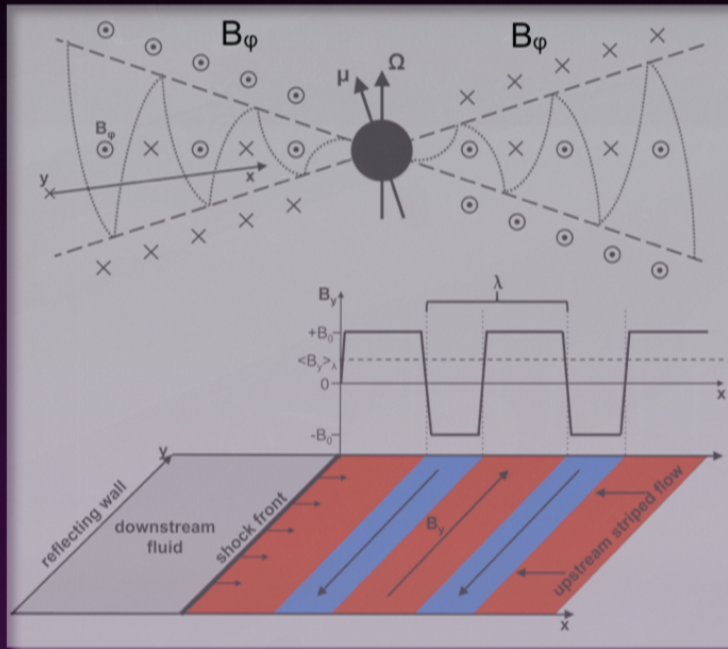 Bφ
Bφ
μ
Ω
Bφ
y
x
λ
By
+B₀
<By>λ
0
x
-B₀
y
reflecting wall
downstream
fluid
shock front
By
upstream striped flow
x